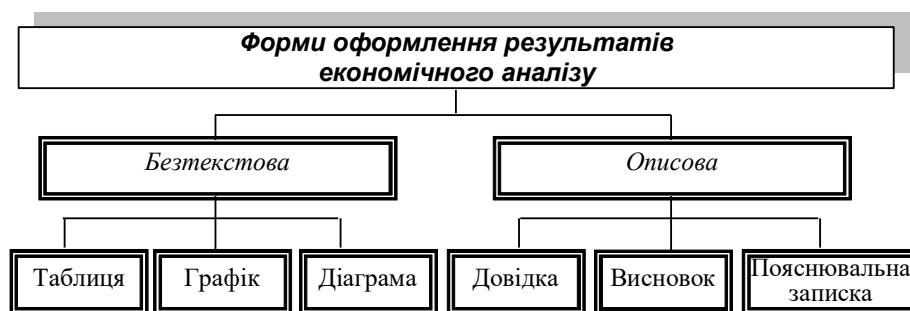 Форми оформлення результатів
економічного аналізу
Безтекстова
Описова
Таблиця
Графік
Діаграма
Довідка
Висновок
Пояснювальна
записка